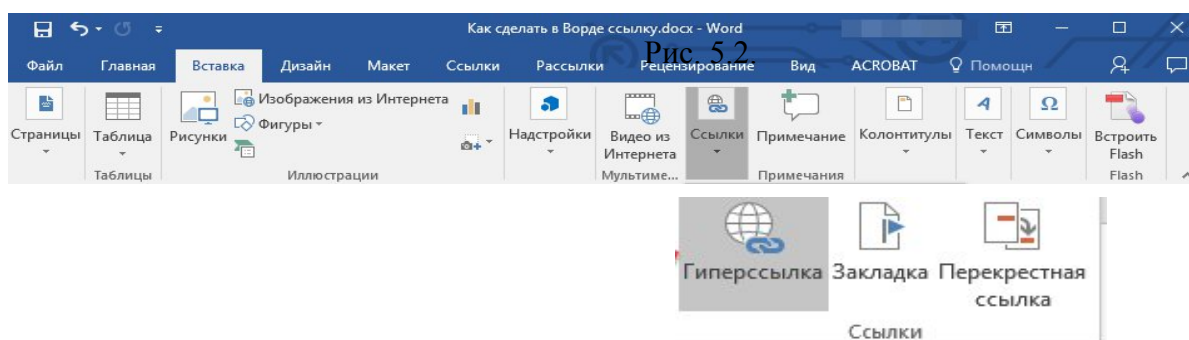 Как сделать в Ворде ссылку.docx - Word
Рис. 5.2.
Файл Главная Вставка Дизайн Макет Ссылки Рассылки Рецензирование Вид ACROBAT Помощн
Изображения из Интернета
Фигуры
Страницы Таблица Рисунки Надстройки Видео из Интернета Ссылки Примечание Колонтитулы Текст Символы Встроить Flash
Таблицы Иллюстрации Мультиме... Примечания Flash
Гиперссылка Закладка Перекрестная
ссылка
Ссылки